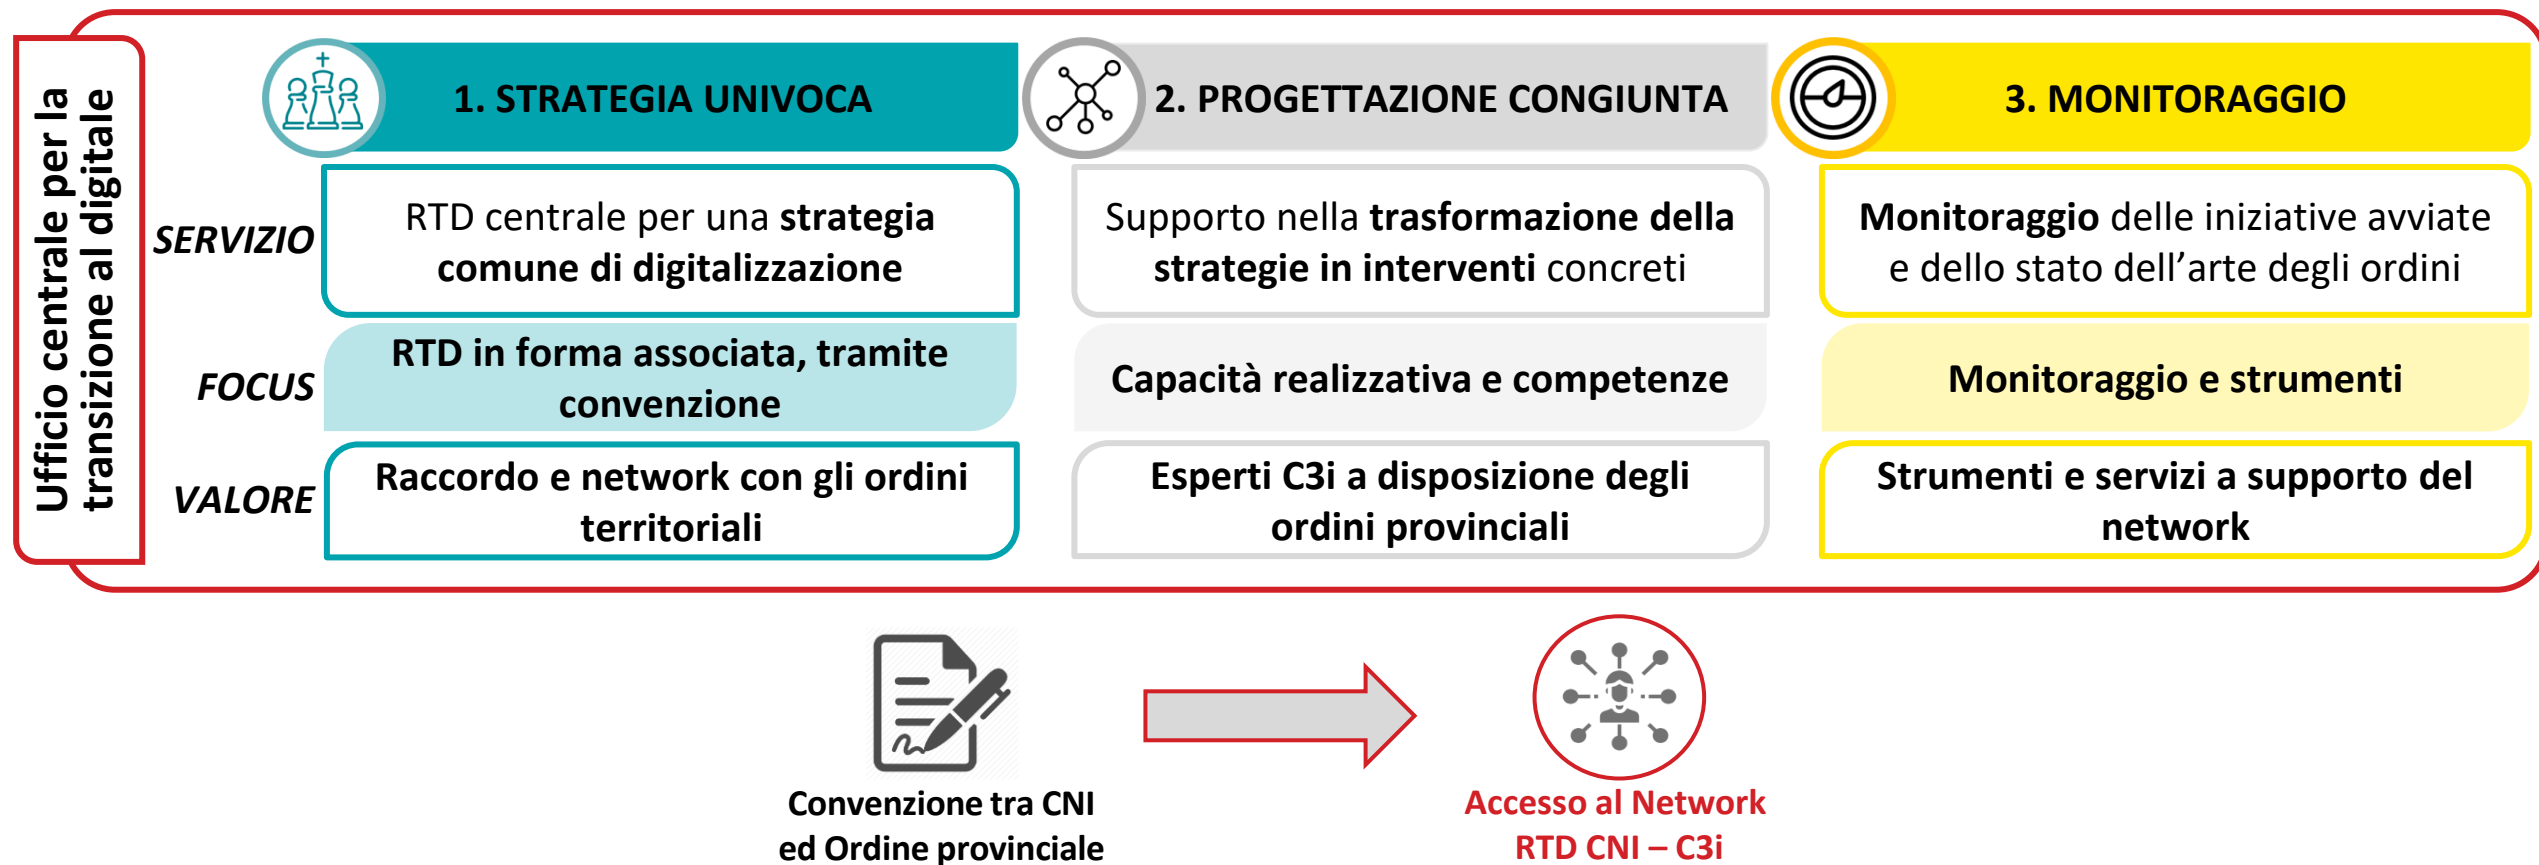 Ufficio centrale per la
transizione al digitale
1. STRATEGIA UNIVOCA
2. PROGETTAZIONE CONGIUNTA
3. MONITORAGGIO
SERVIZIO
RTD centrale per una strategia
comune di digitalizzazione
Supporto nella trasformazione della
strategie in interventi concreti
Monitoraggio delle iniziative avviate
e dello stato dell’arte degli ordini
FOCUS
RTD in forma associata, tramite
convenzione
Capacità realizzativa e competenze
Monitoraggio e strumenti
VALORE
Raccordo e network con gli ordini
territoriali
Esperti C3i a disposizione degli
ordini provinciali
Strumenti e servizi a supporto del
network
Convenzione tra CNI
ed Ordine provinciale
Accesso al Network
RTD CNI – C3i